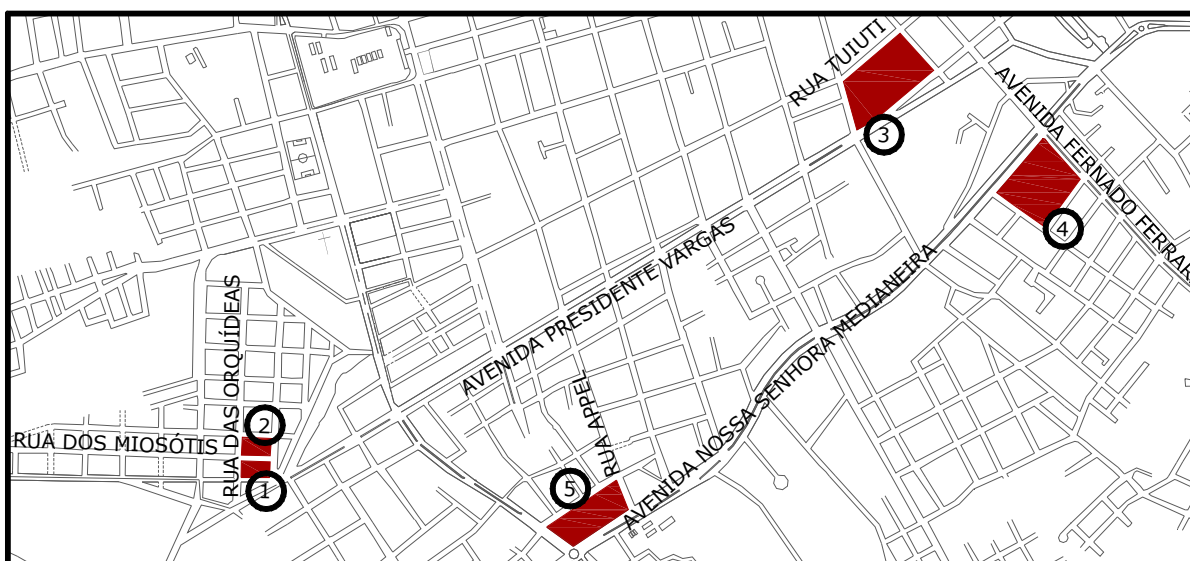 RUA TUIUTI
3
AVENIDA FERNADO FERRARI
4
AVENIDA PRESIDENTE VARGAS
AVENIDA NOSSA SENHORA MEDIANEIRA
RUA DAS ORQUÍDEAS
RUA APPEL
2
RUA DOS MIOSÓTIS
1
5